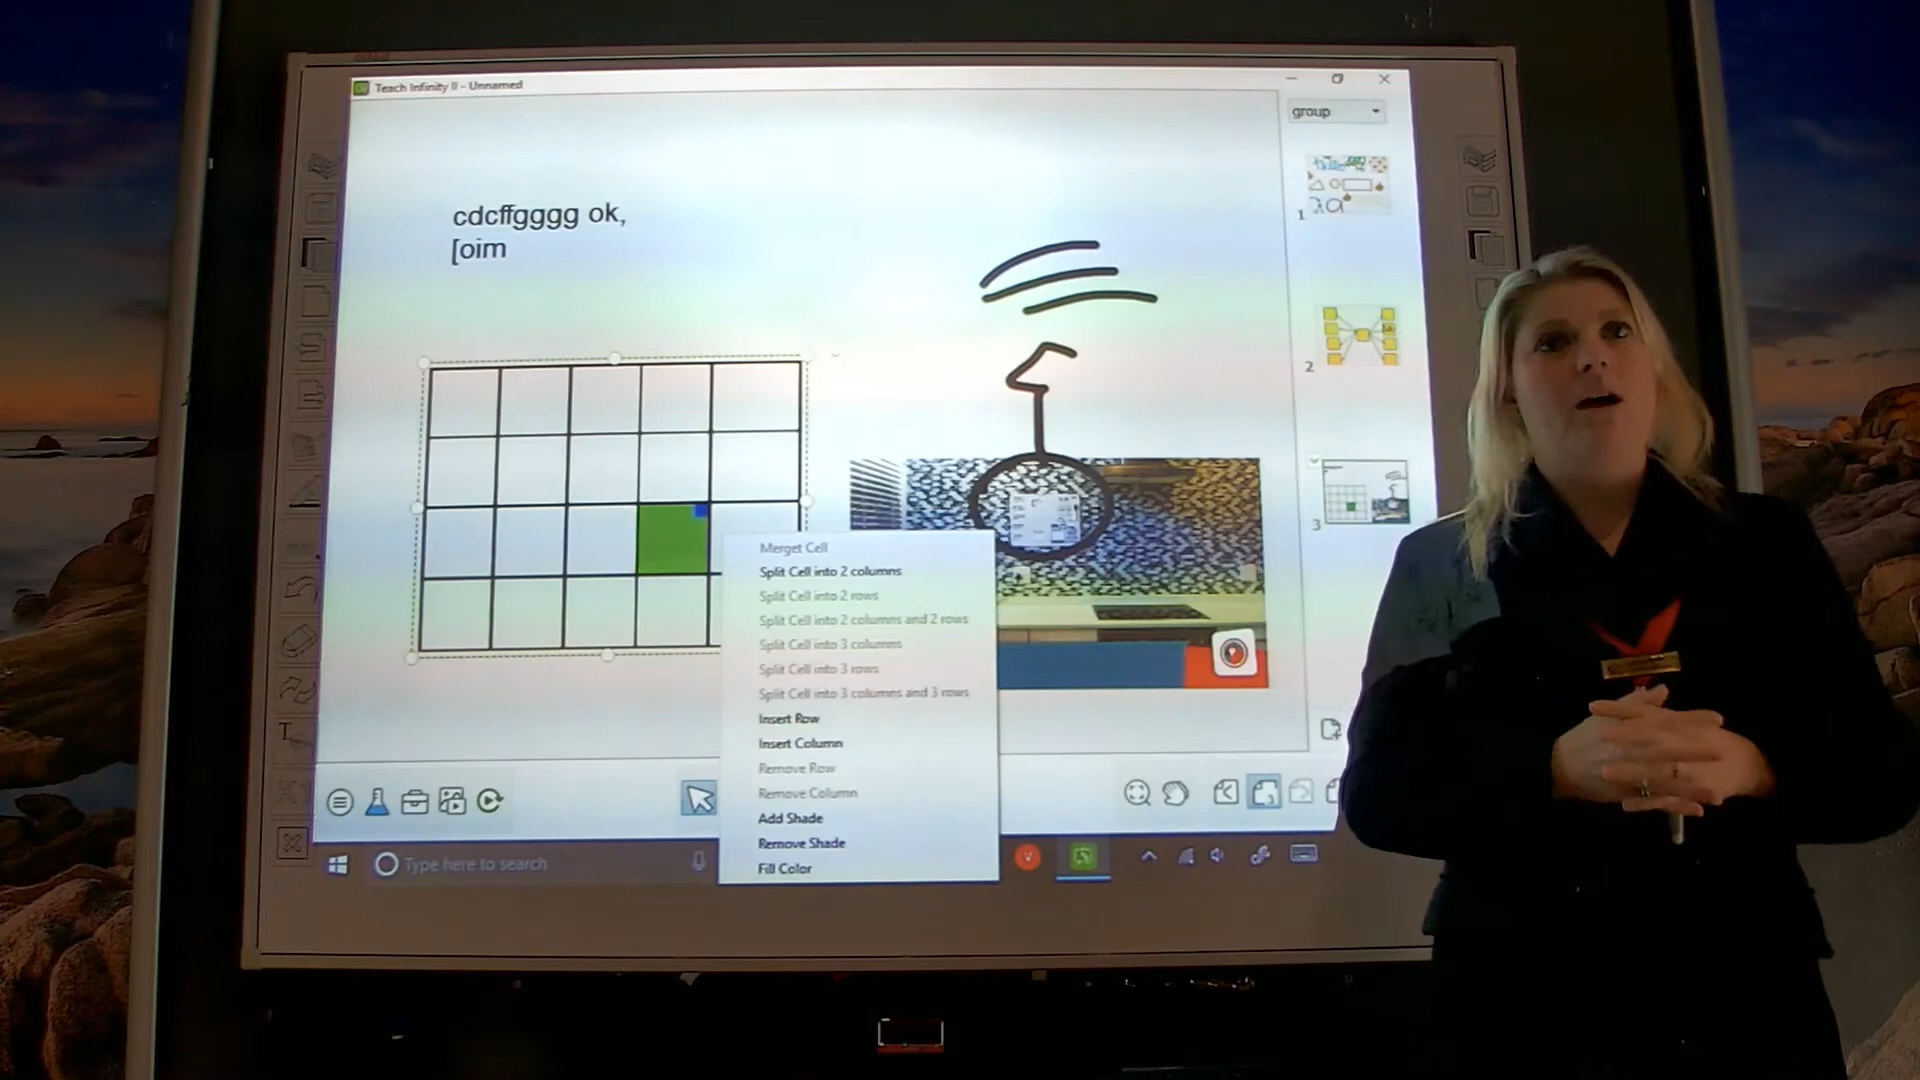 Teach Infinity II - Unnamed
group
cdcffgggg ok,
[oim
1
2
3
Merget Cell
Split Cell into 2 columns
Split Cell into 2 rows
Split Cell into 2 columns and 2 rows
Split Cell into 3 columns
Split Cell into 3 rows
Split Cell into 3 columns and 3 rows
Insert Row
Insert Column
Remove Row
Remove Column
Add Shade
Remove Shade
Fill Color
Type here to search